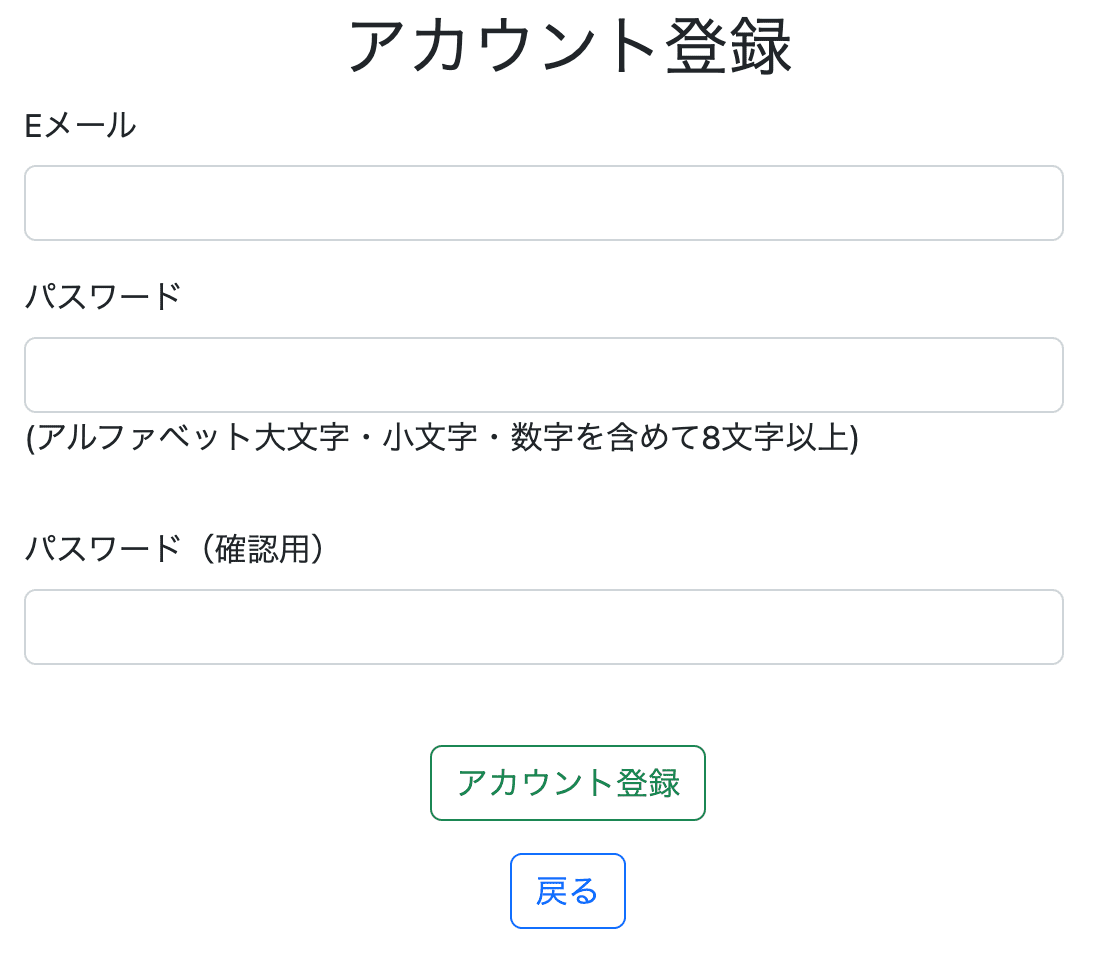 アカウント登録
Eメール
パスワード
(アルファベット大文字・小文字・数字を含めて8文字以上)
パスワード（確認用）
アカウント登録
戻る